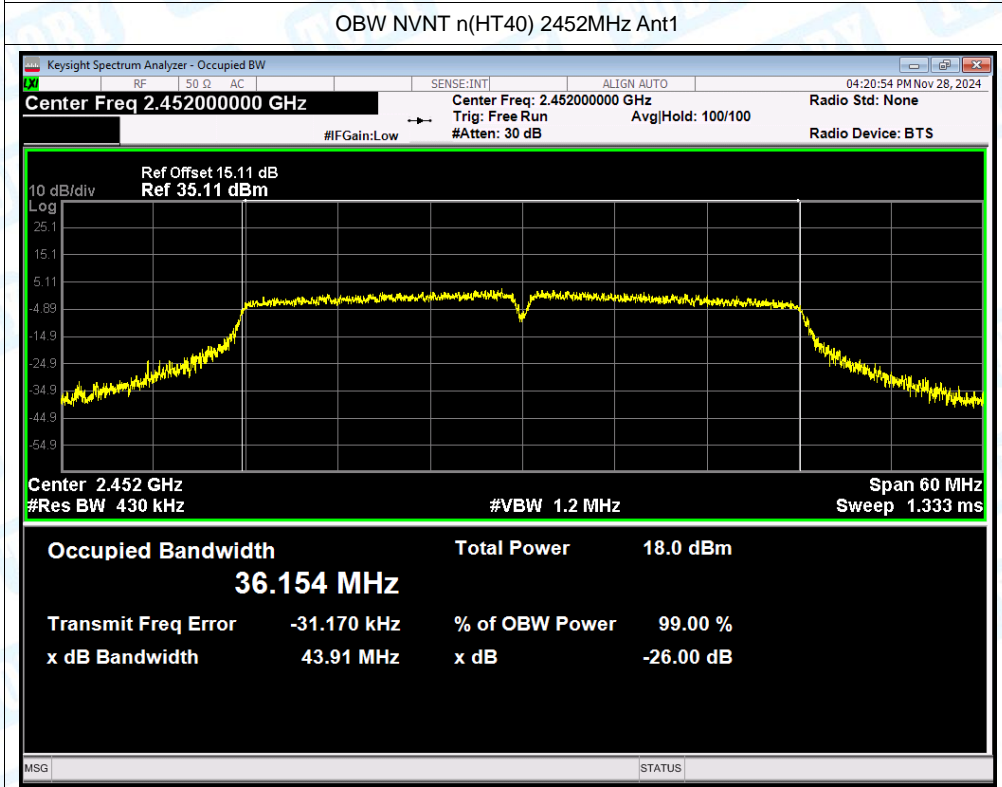 OBW NVNT n(HT40) 2452MHz Ant1
Keysight Spectrum Analyzer - Occupied BW
LXI RF 50 Ω AC SENSE:INT ALIGN AUTO 04:20:54 PM Nov 28, 2024
Center Freq 2.452000000 GHz Center Freq: 2.452000000 GHz Radio Std: None
Trig: Free Run Avg|Hold: 100/100
#IFGain:Low #Atten: 30 dB Radio Device: BTS
Ref Offset 15.11 dB
10 dB/div Ref 35.11 dBm
Log
25.1
15.1
5.11
-4.89
-14.9
-24.9
-34.9
-44.9
-54.9
Center 2.452 GHz Span 60 MHz
#Res BW 430 kHz #VBW 1.2 MHz Sweep 1.333 ms
Occupied Bandwidth Total Power 18.0 dBm
36.154 MHz
Transmit Freq Error -31.170 kHz % of OBW Power 99.00 %
x dB Bandwidth 43.91 MHz x dB -26.00 dB
MSG STATUS